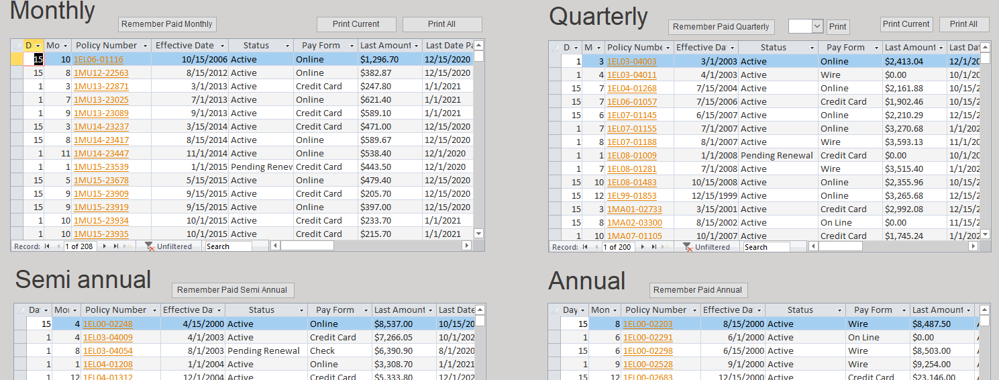 Monthly
Remember Paid Monthly Print Current Print All
D Mo Policy Number Effective Date Status Pay Form Last Amount Last Date Pa
15 10 1EL06-01116 10/15/2006 Active Online $1,296.70 12/15/2020
15 8 1MU12-22563 8/15/2012 Active Online $382.87 12/15/2020
1 3 1MU13-22871 3/1/2013 Active Credit Card $247.80 1/1/2021
1 7 1MU13-23025 7/1/2013 Active Online $621.40 1/1/2021
1 9 1MU13-23089 9/1/2013 Active Credit Card $589.10 1/1/2021
15 3 1MU14-23237 3/15/2014 Active Credit Card $471.00 12/15/2020
15 8 1MU14-23417 8/15/2014 Active Online $589.67 12/15/2020
1 11 1MU14-23447 11/1/2014 Active Online $538.40 12/1/2020
1 1 1MU15-23539 1/1/2015 Pending Renew Credit Card $443.50 12/1/2020
15 5 1MU15-23678 5/15/2015 Active Online $479.40 12/15/2020
15 9 1MU15-23909 9/15/2015 Active Credit Card $205.70 12/15/2020
15 9 1MU15-23919 9/15/2015 Active Online $397.00 12/15/2020
1 10 1MU15-23934 10/1/2015 Active Credit Card $233.70 1/1/2021
1 10 1MU15-23935 10/1/2015 Active Credit Card $215.70 1/1/2021
Record: 1 of 208 Unfiltered Search
Quarterly
Remember Paid Quarterly Print Print Current Print All
D M Policy Numbe Effective Da Status Pay Form Last Amount Last Dat
1 3 1EL03-04003 3/1/2003 Active Online $2,413.04 12/1/20
1 4 1EL03-04011 4/1/2003 Active Wire $0.00 10/1/20
15 7 1EL04-01268 7/15/2004 Active Online $2,161.88 10/15/2
15 7 1EL06-01057 7/15/2006 Active Credit Card $1,902.46 10/15/2
15 6 1EL07-01145 6/15/2007 Active Online $2,210.29 12/15/2
1 7 1EL07-01155 7/1/2007 Active Online $3,270.68 1/1/202
1 8 1EL07-01188 8/1/2007 Active Wire $3,593.13 11/1/20
1 1 1EL08-01009 1/1/2008 Pending Renewal Credit Card $0.00 10/1/20
1 7 1EL08-01281 7/1/2008 Active Wire $3,515.40 1/1/202
15 10 1EL08-01483 10/15/2008 Active Online $2,355.96 10/15/2
15 12 1EL99-01853 12/15/1999 Active Online $3,265.68 12/15/2
15 3 1MA01-02733 3/15/2001 Active Credit Card $2,992.08 12/15/2
15 8 1MA02-03300 8/15/2002 Active On Line $0.00 11/15/2
1 10 1MA07-01105 10/1/2007 Active Credit Card $1,745.24 1/1/202
Record: 1 of 200 Unfiltered Search
Semi annual
Remember Paid Semi Annual
Da Mo Policy Number Effective Da Status Pay Form Last Amount Last Date
15 4 1EL00-02248 4/15/2000 Active Online $8,537.00 10/15/20
1 4 1EL03-04009 4/1/2003 Active Credit Card $7,266.05 10/1/202
1 8 1EL03-04054 8/1/2003 Pending Renewal Check $6,390.90 8/1/2020
1 1 1EL04-01208 1/1/2004 Active Online $3,308.70 1/1/2021
1 12 1EL04-01312 12/1/2004 Active Credit Card $5,333.80 12/1/202
Annual
Remember Paid Annual
Day Mon Policy Number Effective Da Status Pay Form Last Amount
15 8 1EL00-02203 8/15/2000 Active Wire $8,487.50
1 6 1EL00-02291 6/1/2000 Active On Line $0.00
15 6 1EL00-02298 6/15/2000 Active Wire $8,503.00
1 9 1EL00-02528 9/1/2000 Active Wire $9,254.00
15 12 1EL00-02683 12/15/2000 Active Credit Card $23,146.00